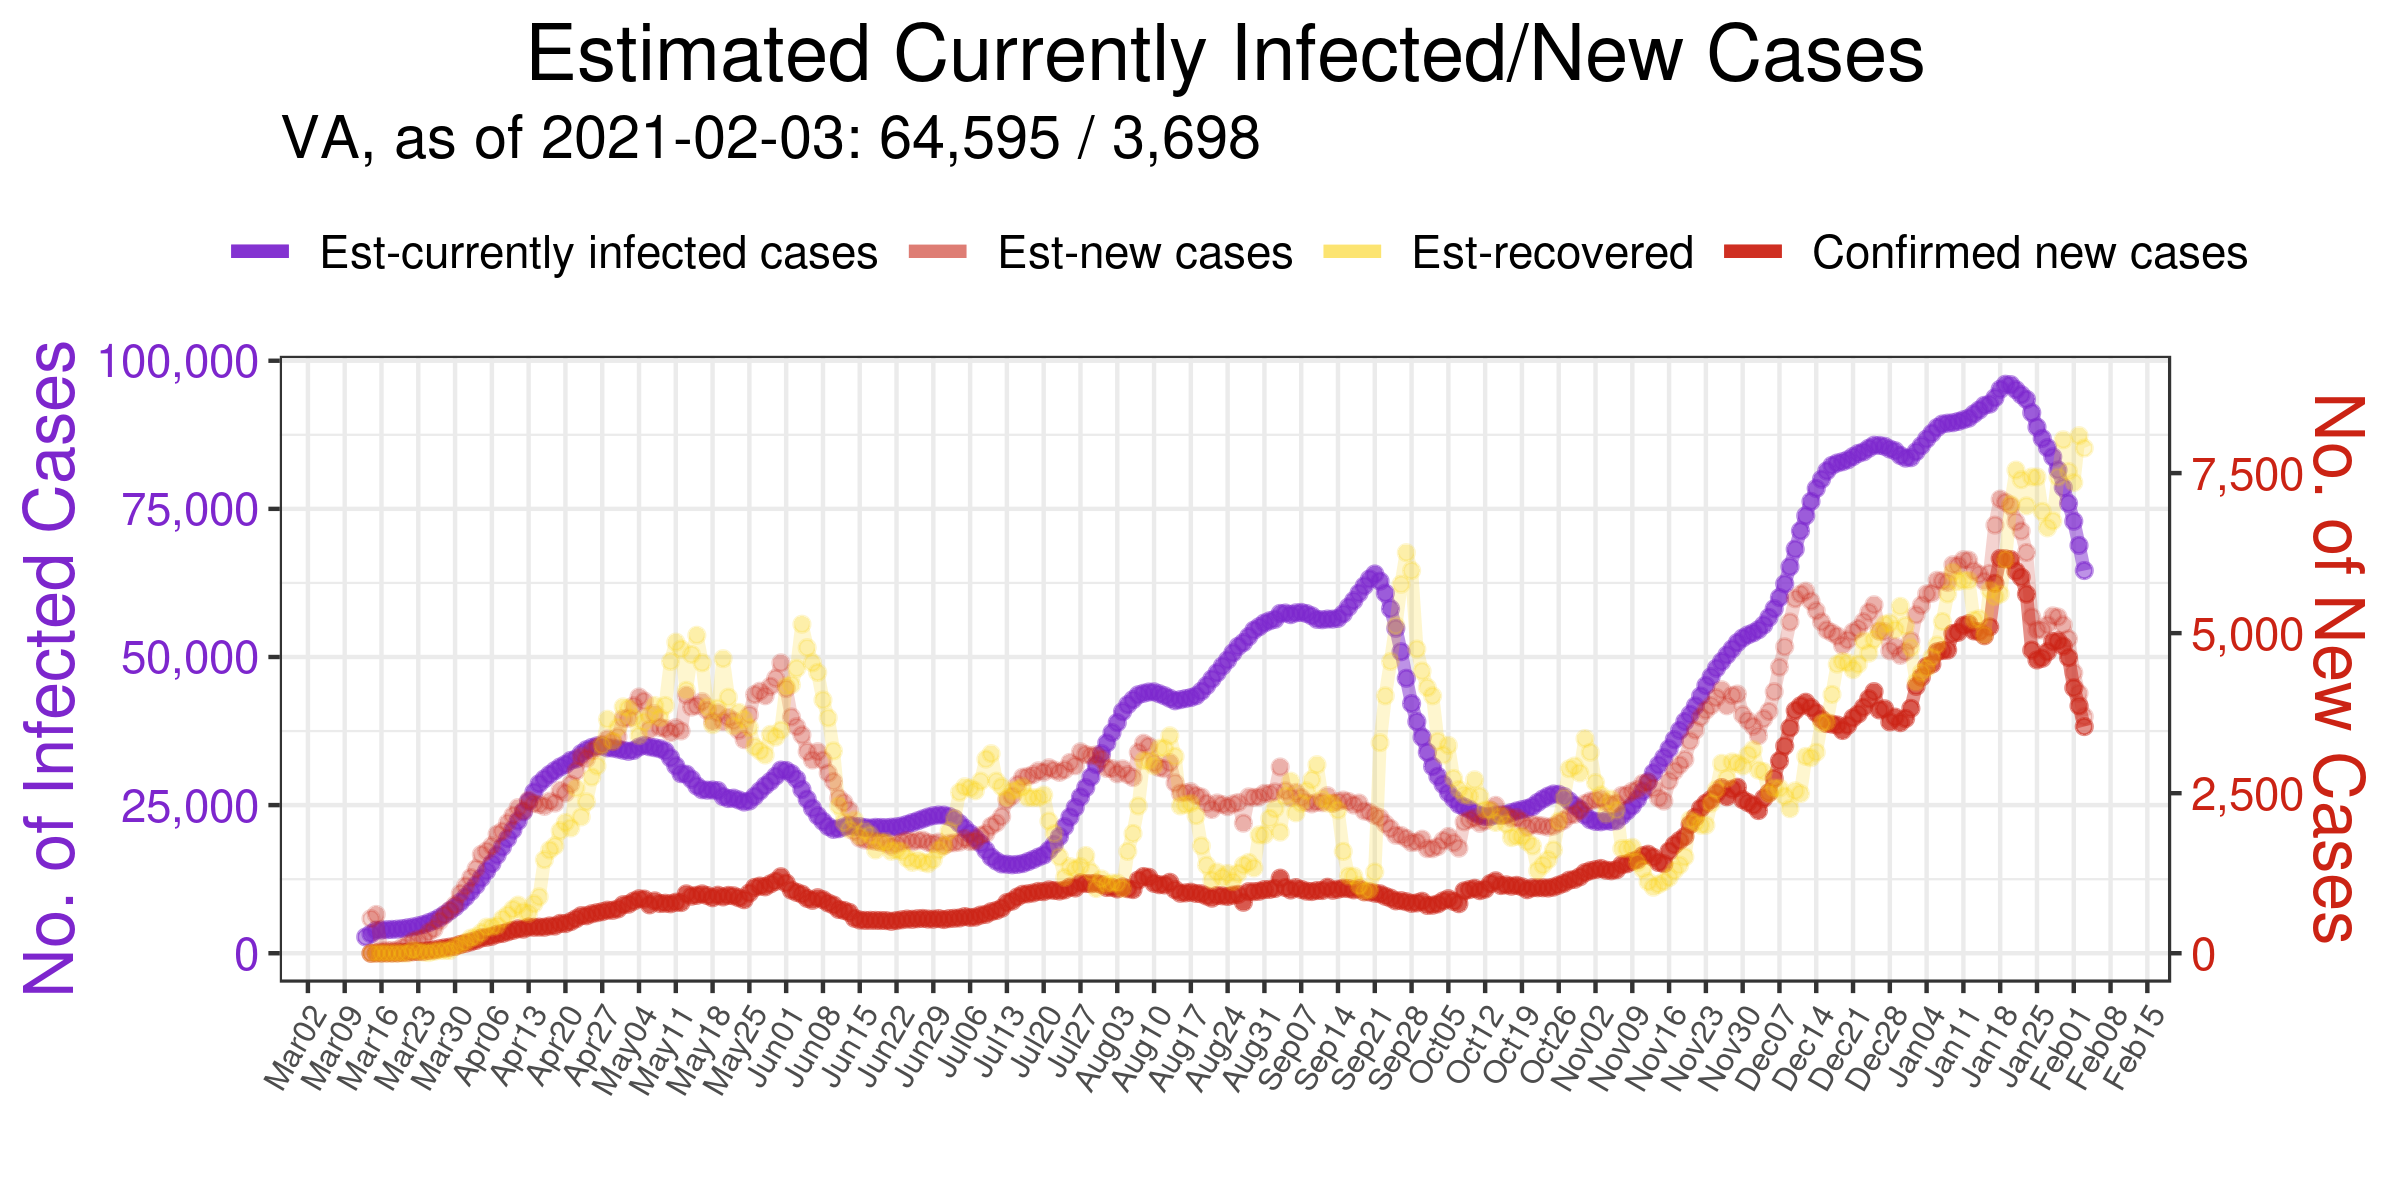 Estimated Currently Infected/New Cases
VA, as of 2021-02-03: 64,595 / 3,698
Est-currently infected cases Est-new cases Est-recovered Confirmed new cases
No. of Infected Cases
100,000
75,000
50,000
25,000
0
7,500
5,000
2,500
0
No. of New Cases
Mar02 Mar09 Mar16 Mar23 Mar30 Apr06 Apr13 Apr20 Apr27 May04 May11 May18 May25 Jun01 Jun08 Jun15 Jun22 Jun29 Jul06 Jul13 Jul20 Jul27 Aug03 Aug10 Aug17 Aug24 Aug31 Sep07 Sep14 Sep21 Sep28 Oct05 Oct12 Oct19 Oct26 Nov02 Nov09 Nov16 Nov23 Nov30 Dec07 Dec14 Dec21 Dec28 Jan04 Jan11 Jan18 Jan25 Feb01 Feb08 Feb15